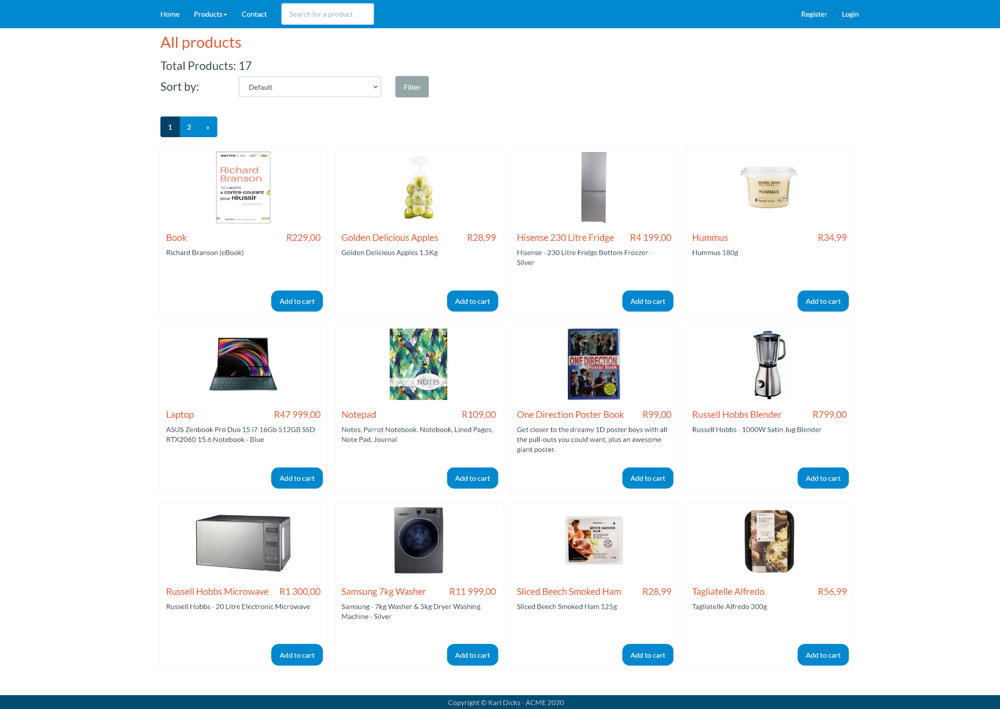 Home
Products
Contact
Search for a product
Register
Login
All products
Total Products: 17
Sort by:
Default
Filter
1
2
»
MASTERCLASS
Richard
Branson
10 Leçons
à contre-courant
pour réussir
GLOBAL MENU
HUMMUS
Book
R229,00
Richard Branson (eBook)
Add to cart
Golden Delicious Apples
R28,99
Golden Delicious Apples 1.5Kg
Add to cart
Hisense 230 Litre Fridge
R4 199,00
Hisense - 230 Litre Fridge Bottom Freezer -
Silver
Add to cart
Hummus
R34,99
Hummus 180g
Add to cart
NOTES
ONE DIRECTION
Poster Book
Laptop
R47 999,00
ASUS Zenbook Pro Duo 15 i7 16Gb 512GB SSD
RTX2060 15.6 Notebook - Blue
Add to cart
Notepad
R109,00
Notes, Parrot Notebook. Notebook, Lined Pages,
Note Pad, Journal
Add to cart
One Direction Poster Book
R99,00
Get closer to the dreamy 1D poster boys with all
the pull-outs you could want, plus an awesome
giant poster.
Add to cart
Russell Hobbs Blender
R799,00
Russell Hobbs - 1000W Satin Jug Blender
Add to cart
BEECH SMOKED
HAM
TAGLIATELLE
ALFREDO
Russell Hobbs Microwave
R1 300,00
Russell Hobbs - 20 Litre Electronic Microwave
Add to cart
Samsung 7kg Washer
R11 999,00
Samsung - 7kg Washer & 5kg Dryer Washing
Machine - Silver
Add to cart
Sliced Beech Smoked Ham
R28,99
Sliced Beech Smoked Ham 125g
Add to cart
Tagliatelle Alfredo
R56,99
Tagliatelle Alfredo 300g
Add to cart
Copyright © Karl Dicks - ACME 2020